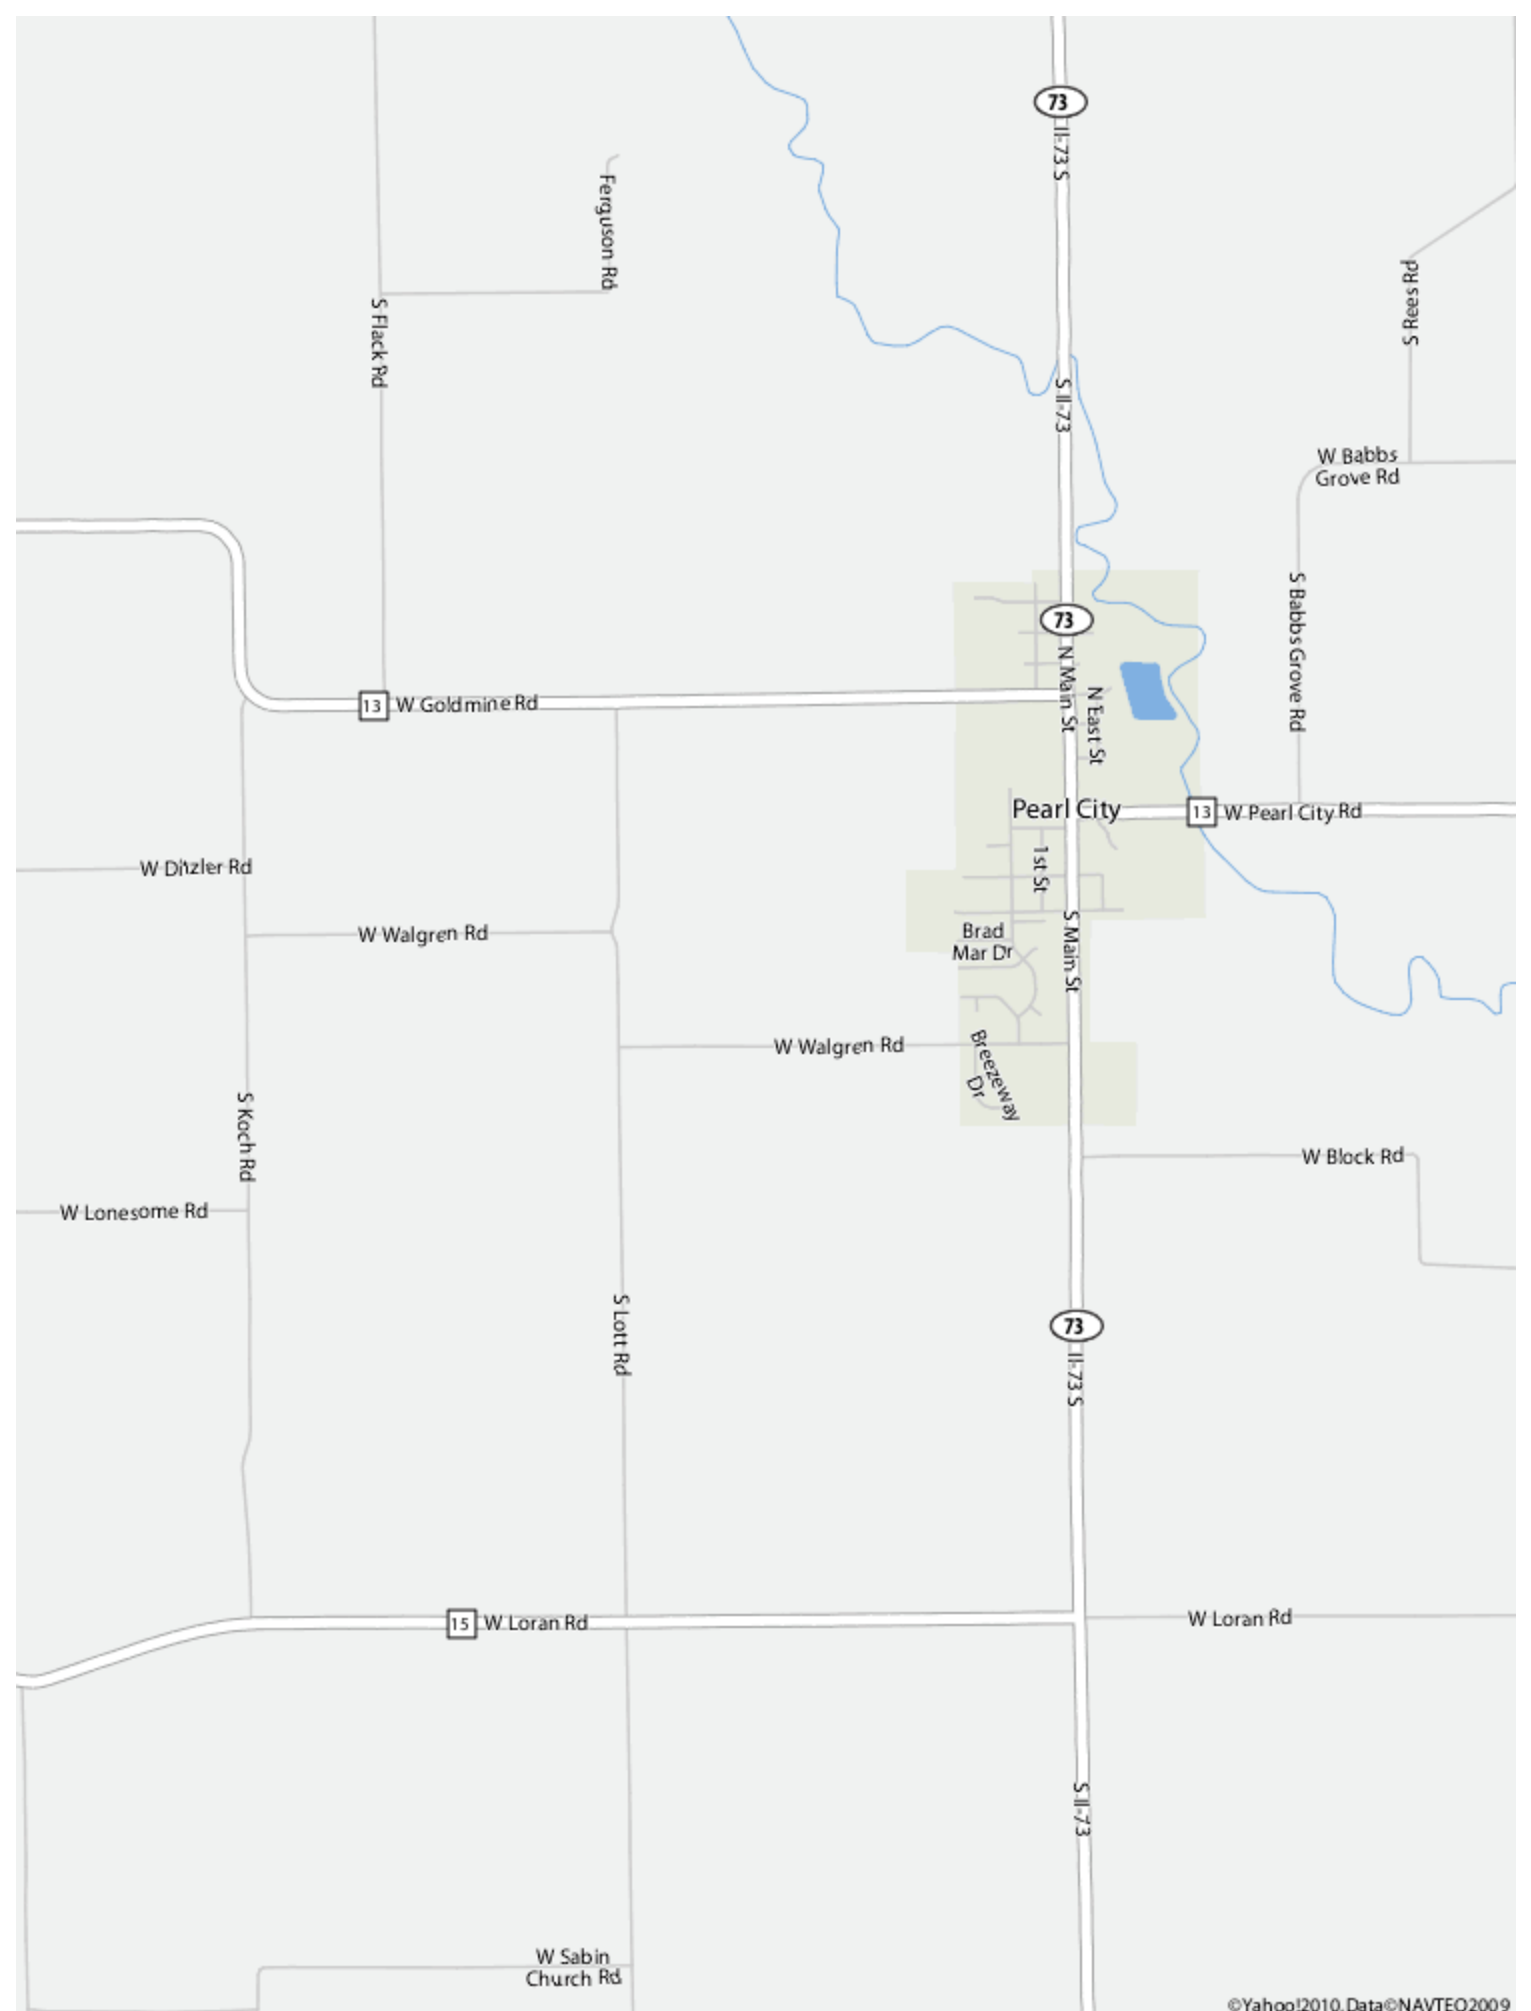 73
Il-73 S
Ferguson Rd
S Rees Rd
S Flack Rd
S Il-73
W Babbs
Grove Rd
S Babbs Grove Rd
73
N Main St
N East St
13
W Goldmine Rd
Pearl City
13
W Pearl City Rd
1st St
W Ditzler Rd
W Walgren Rd
Brad
Mar Dr
S Main St
W Walgren Rd
Breezeway
Dr
S Koch Rd
W Block Rd
W Lonesome Rd
S Lott Rd
73
Il-73 S
15
W Loran Rd
W Loran Rd
S Il-73
W Sabin
Church Rd
©Yahoo!2010,Data©NAVTEQ2009